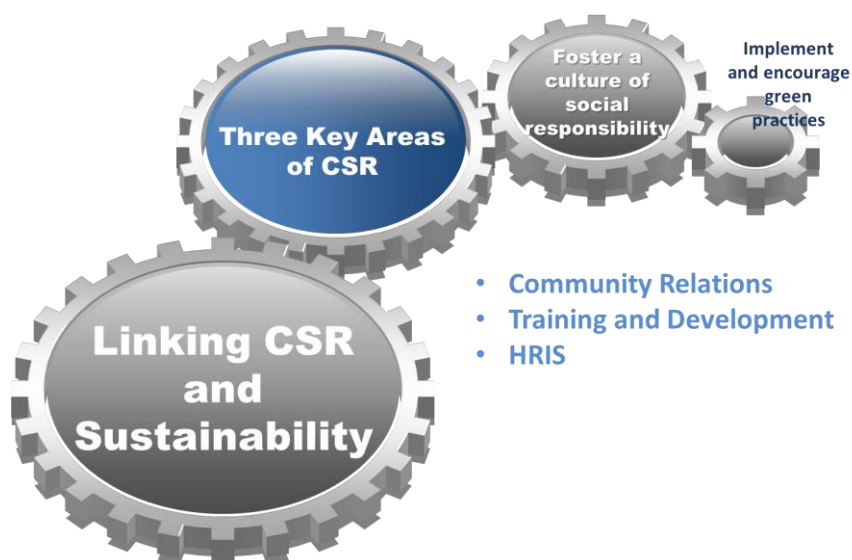 Three Key Areas
of CSR
Foster a
culture of
social
responsibility
Implement
and encourage
green
practices
Linking CSR
and
Sustainability
• Community Relations
• Training and Development
• HRIS